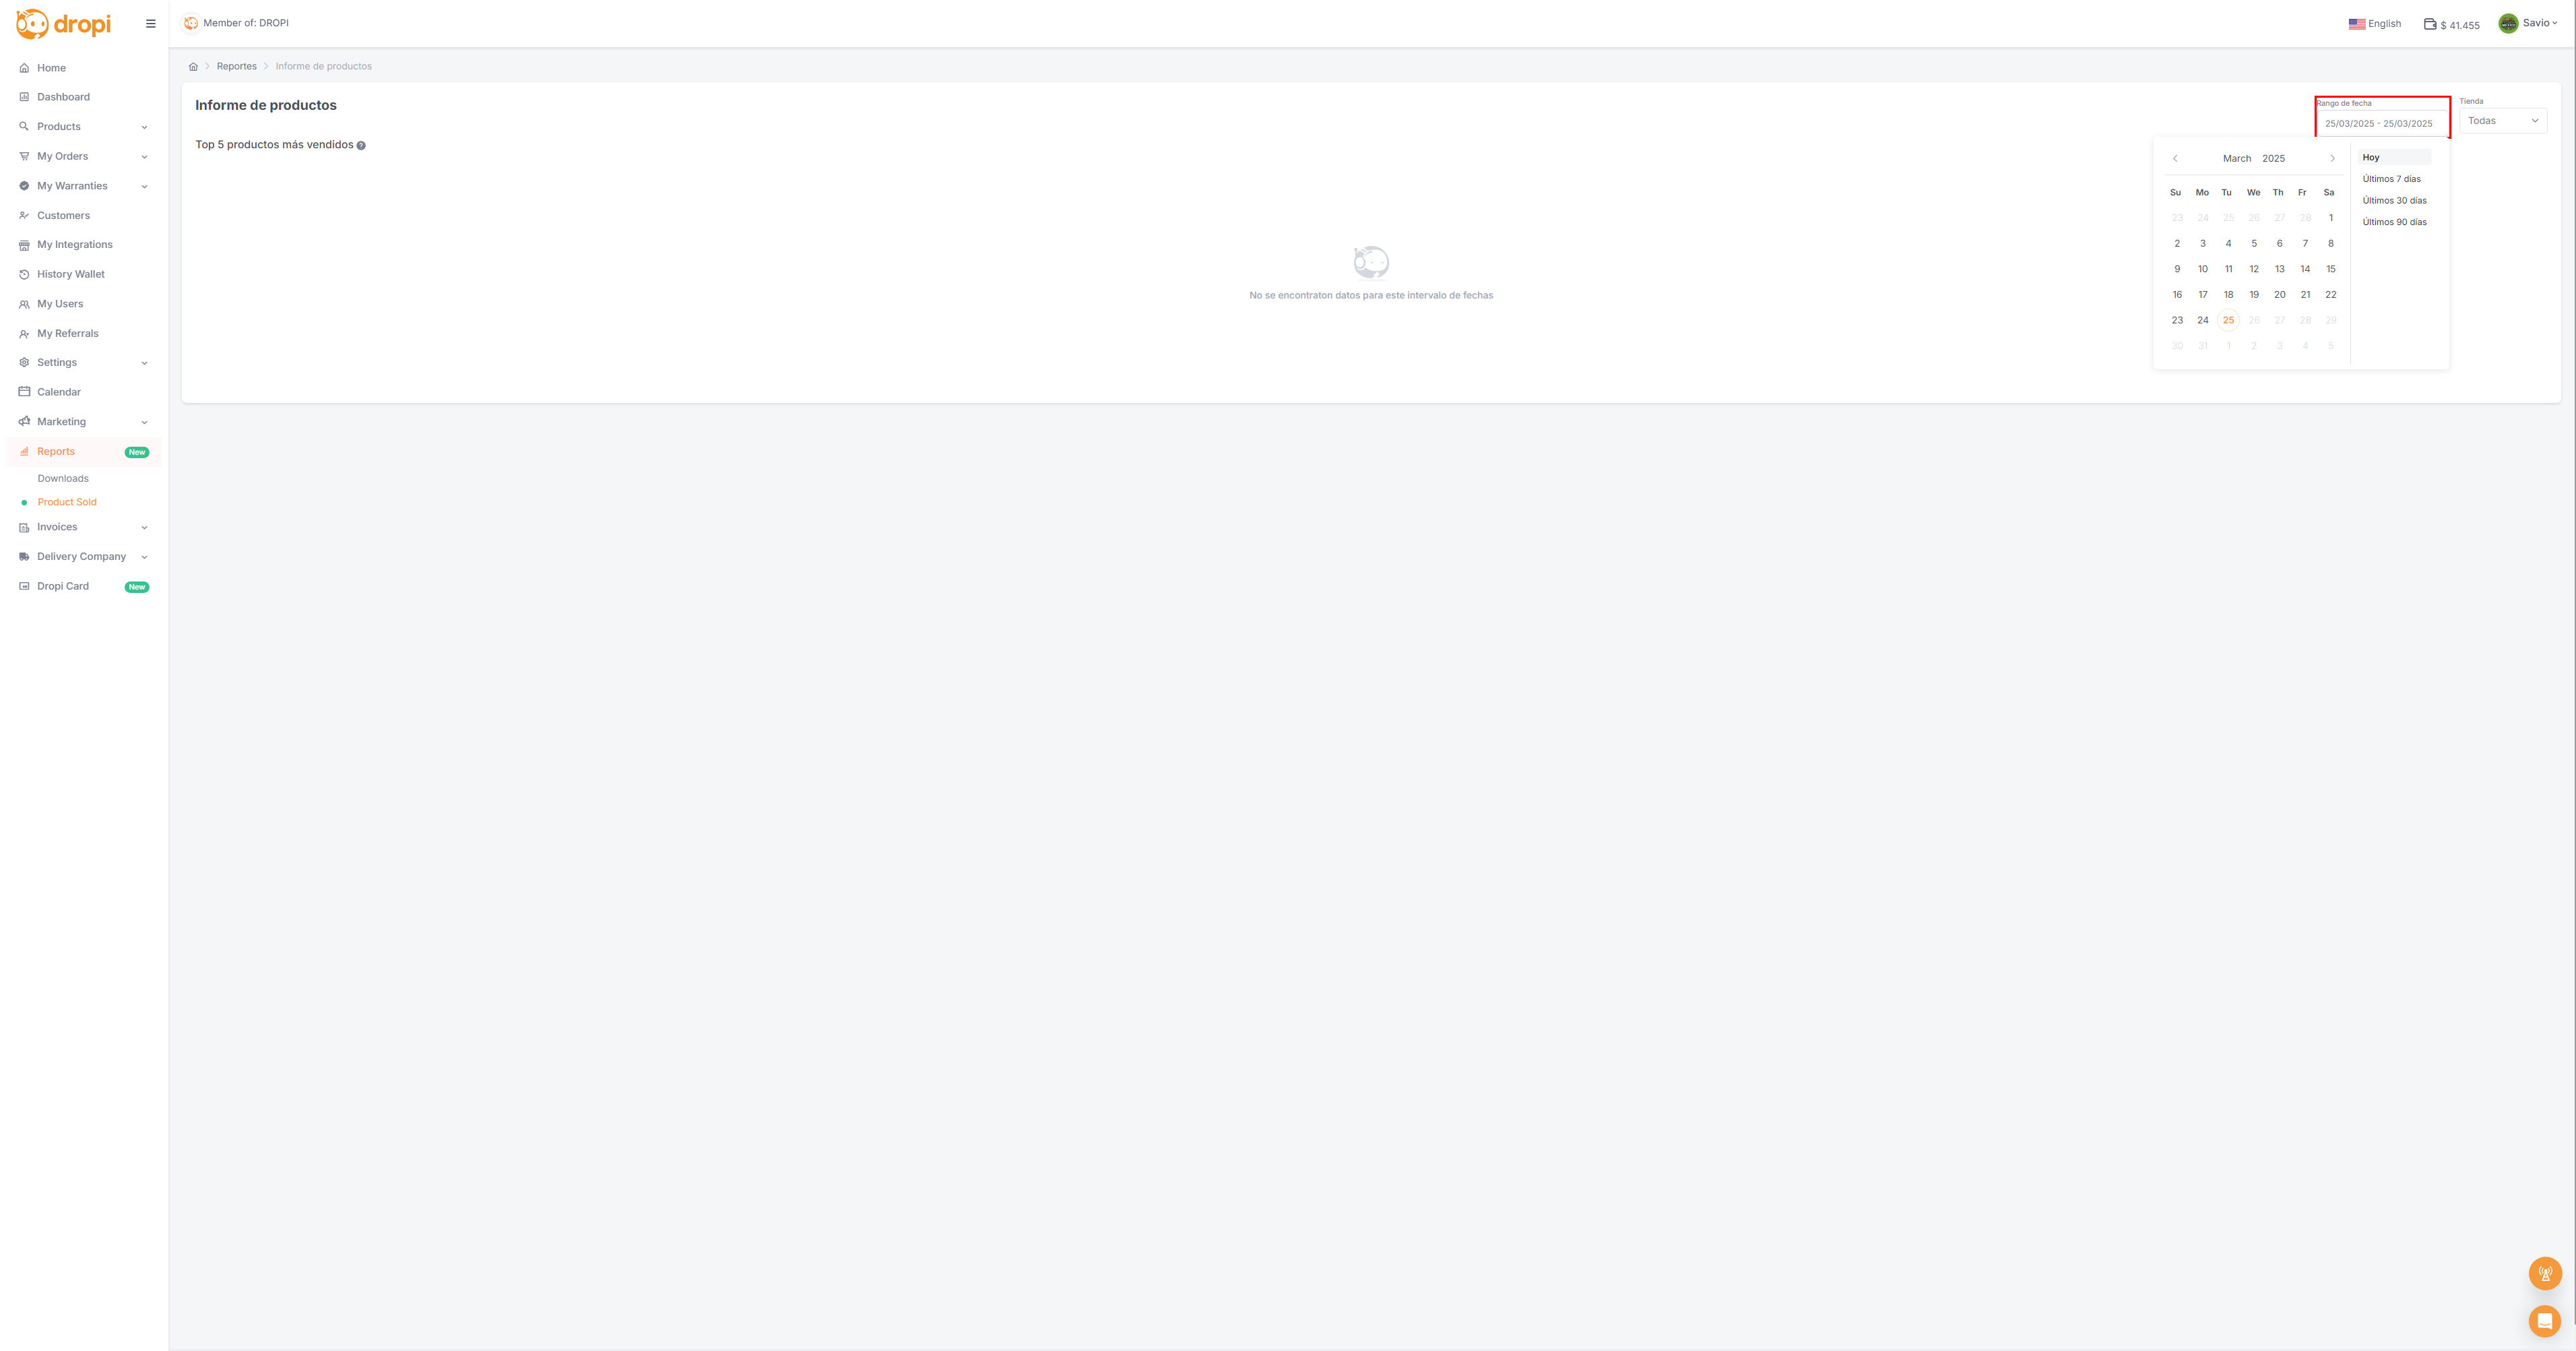 dropi
Member of: DROPI
English
$ 41.455
Savio
Home
Dashboard
Products
My Orders
My Warranties
Customers
My Integrations
History Wallet
My Users
My Referrals
Settings
Calendar
Marketing
Reports New
Downloads
Product Sold
Invoices
Delivery Company
Dropi Card New
Reportes
Informe de productos
Informe de productos
Rango de fecha
25/03/2025 - 25/03/2025
Tienda
Todas
Top 5 productos más vendidos ?
No se encontraton datos para este intervalo de fechas
March 2025
Su Mo Tu We Th Fr Sa
23 24 25 26 27 28 1
2 3 4 5 6 7 8
9 10 11 12 13 14 15
16 17 18 19 20 21 22
23 24 25 26 27 28 29
30 31 1 2 3 4 5
Hoy
Últimos 7 días
Últimos 30 días
Últimos 90 días